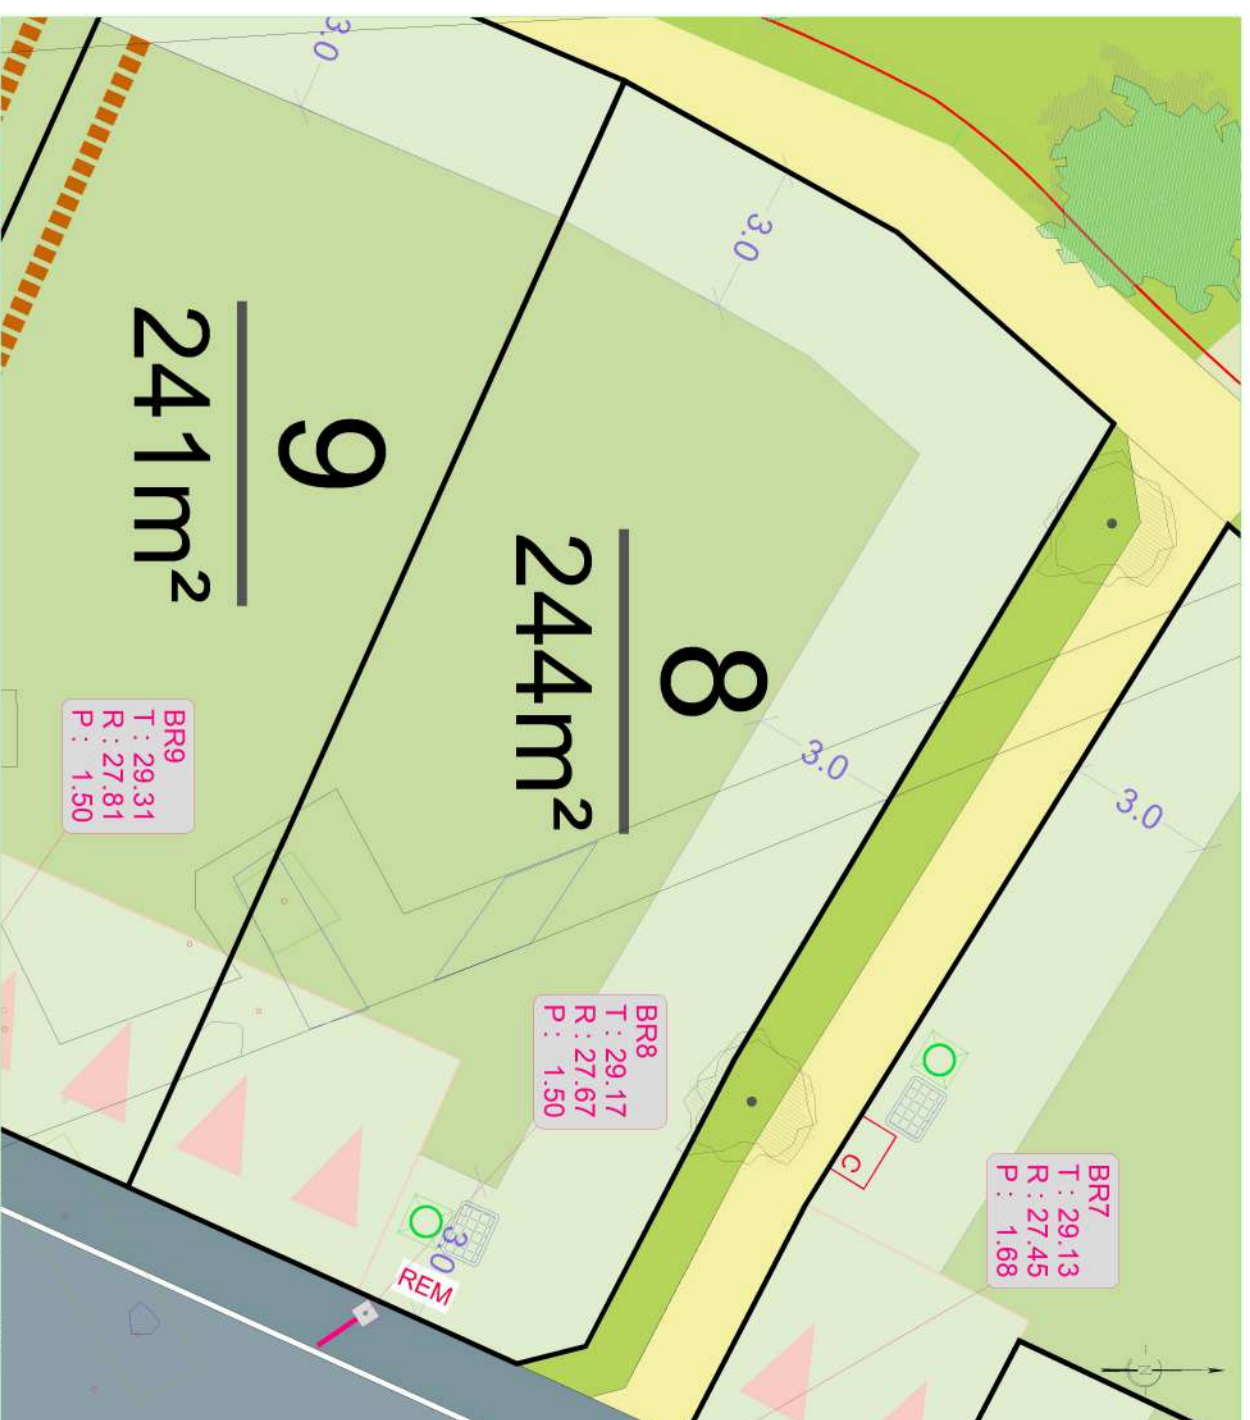 3.0
3.0
9
241m²
8
244m²
3.0
3.0
BR9
T : 29.31
R : 27.81
P : 1.50
BR8
T : 29.17
R : 27.67
P : 1.50
C
BR7
T : 29.13
R : 27.45
P : 1.68
3.0
REM
N